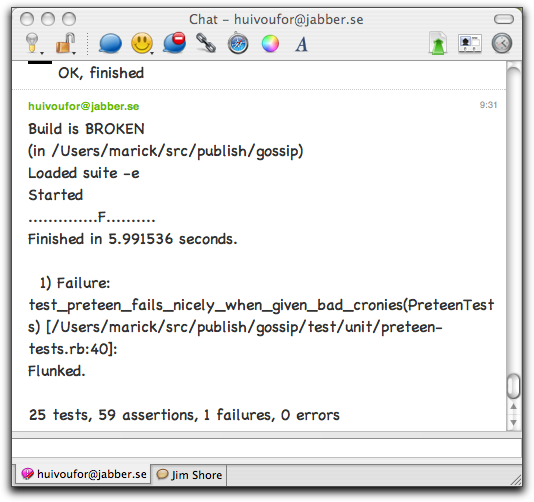 Chat – huivoufor@jabber.se
OK, finished
huivoufor@jabber.se 9:31
Build is BROKEN
(in /Users/marick/src/publish/gossip)
Loaded suite -e
Started
..............F..........
Finished in 5.991536 seconds.
1) Failure:
test_preteen_fails_nicely_when_given_bad_cronies(PreteenTest
s) [/Users/marick/src/publish/gossip/test/unit/preteen-
tests.rb:40]:
Flunked.
25 tests, 59 assertions, 1 failures, 0 errors
huivoufor@jabber.se Jim Shore